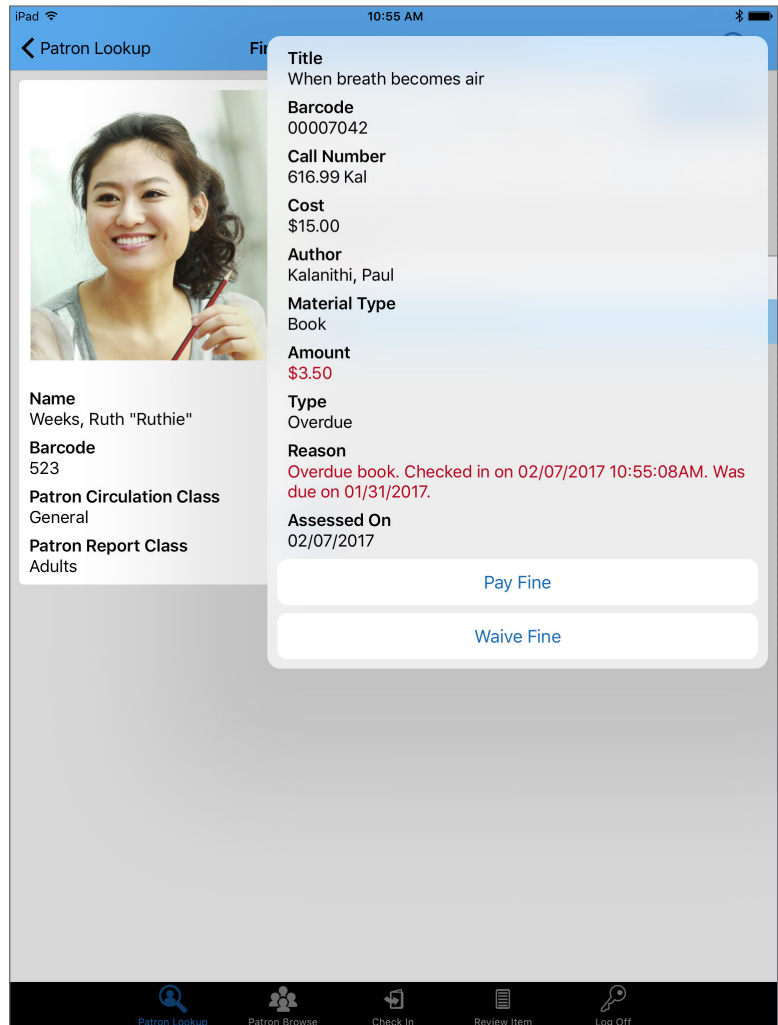 iPad
10:55 AM
Patron Lookup
Fi
Title
When breath becomes air
Barcode
00007042
Call Number
616.99 Kal
Cost
$15.00
Author
Kalanithi, Paul
Material Type
Book
Amount
$3.50
Type
Overdue
Reason
Overdue book. Checked in on 02/07/2017 10:55:08AM. Was
due on 01/31/2017.
Assessed On
02/07/2017
Pay Fine
Waive Fine
Name
Weeks, Ruth "Ruthie"
Barcode
523
Patron Circulation Class
General
Patron Report Class
Adults
Patron Lookup
Patron Browse
Check In
Review Item
Log Off